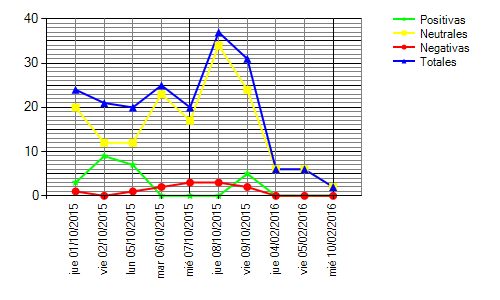 40
30
20
10
0
jue 01/10/2015
vie 02/10/2015
lun 05/10/2015
mar 06/10/2015
mié 07/10/2015
jue 08/10/2015
vie 09/10/2015
jue 04/02/2016
vie 05/02/2016
mié 10/02/2016
Positivas
Neutrales
Negativas
Totales